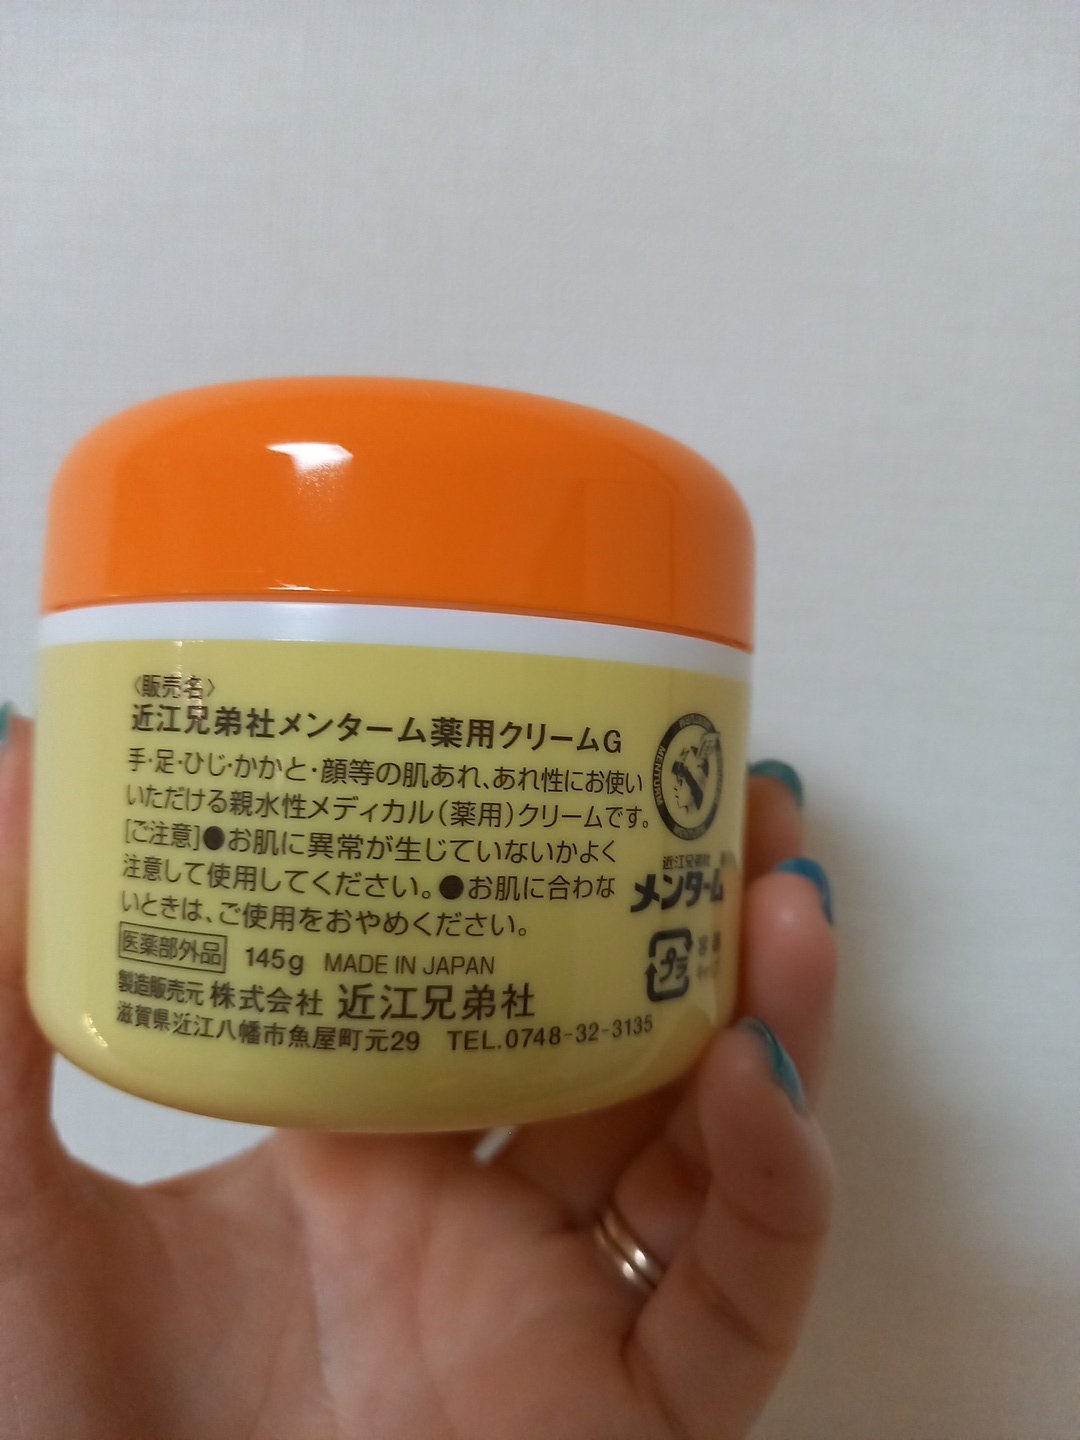 〈販売名〉
近江兄弟社メンターム薬用クリームG
手・足・ひじ・かかと・顔等の肌あれ、あれ性にお使い
いただける親水性メディカル(薬用)クリームです。
[ご注意]●お肌に異常が生じていないかよく
注意して使用してください。●お肌に合わな
いときは、ご使用をおやめください。
医薬部外品 145g MADE IN JAPAN
製造販売元 株式会社 近江兄弟社
滋賀県近江八幡市魚屋町元29 TEL.0748-32-3135
MENTURM
近江兄弟社
メンターム
プラ